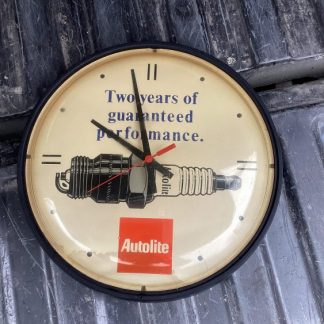 Two years of
guaranteed
performance.
Autolite
Autolite